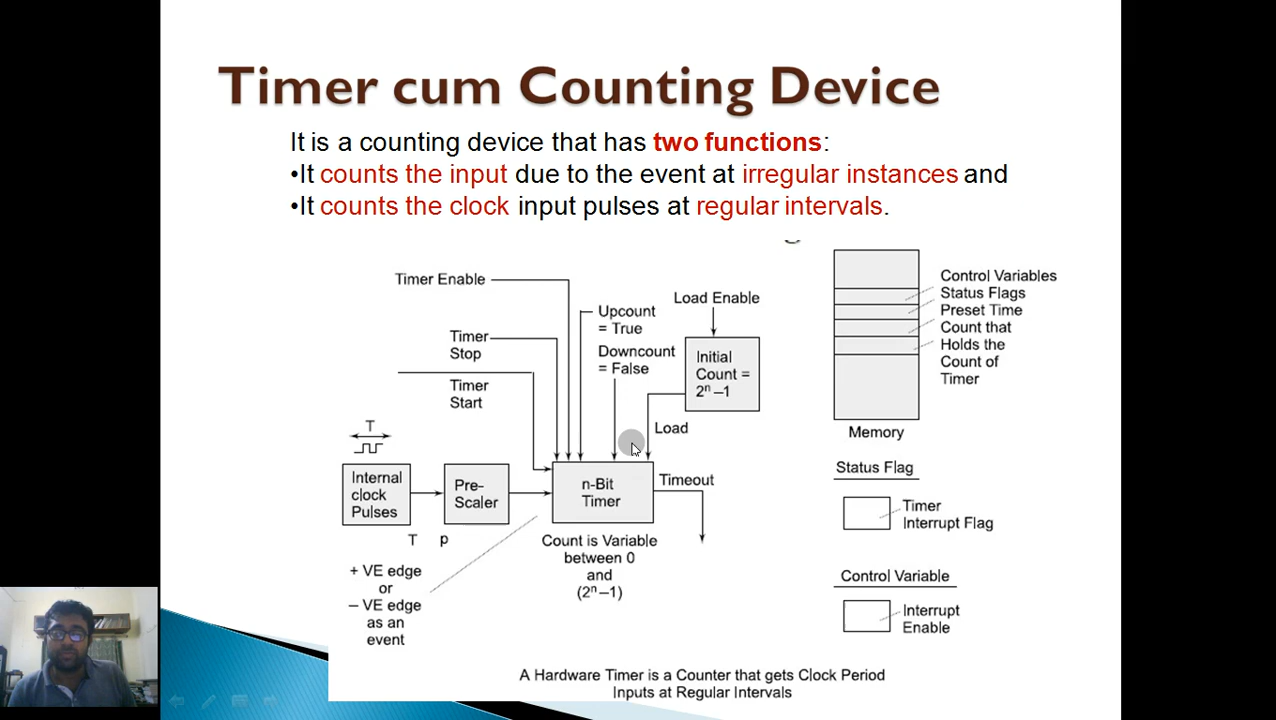 Timer cum Counting Device
It is a counting device that has two functions:
•It counts the input due to the event at irregular instances and
•It counts the clock input pulses at regular intervals.
Timer Enable
Timer
Stop
Timer
Start
Upcount
= True
Downcount
= False
Load Enable
Initial
Count =
2ⁿ –1
Load
T
Internal
clock
Pulses
Pre-
Scaler
n-Bit
Timer
Timeout
T p
+ VE edge
or
– VE edge
as an
event
Count is Variable
between 0
and
(2ⁿ–1)
Control Variables
Status Flags
Preset Time
Count that
Holds the
Count of
Timer
Memory
Status Flag
Timer
Interrupt Flag
Control Variable
Interrupt
Enable
A Hardware Timer is a Counter that gets Clock Period
Inputs at Regular Intervals